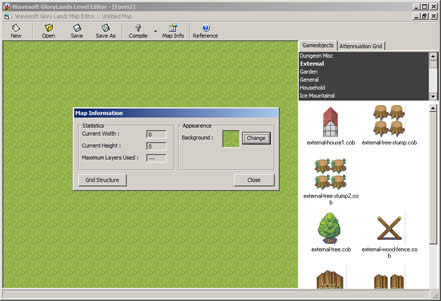 Wavesoft GloryLands Level Editor - [Form1]
Wavesoft Glory Lands Map Editor :: Untitled Map
New Open Save Save As Compile Map Info Reference
Gameobjects Attennuation Grid
Dungeon Misc
External
Garden
General
Household
Ice Mountains
Map Information
Statistics
Current Width : 0
Current Height : 0
Maximum Layers Used : ---
Appearence
Background : Change
Grid Structure Close
external-house1.cob external-tree-stump.cob
external-tree-stump2.co
b
external-tree.cob external-wood-fence.co
b